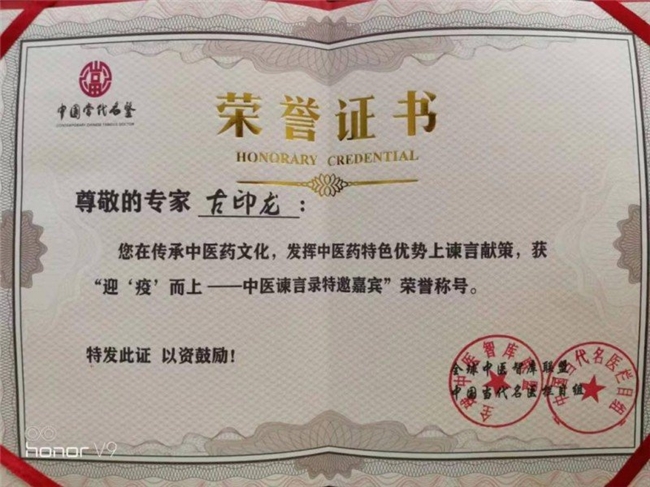 中国当代名医
荣誉证书
HONORARY CREDENTIAL
尊敬的专家 古印龙：
您在传承中医药文化，发挥中医药特色优势上谏言献策，获
“迎‘疫’而上——中医谏言录特邀嘉宾”荣誉称号。
特发此证 以资鼓励！
全球中医智库联盟
中国当代名医栏目组
honor V9